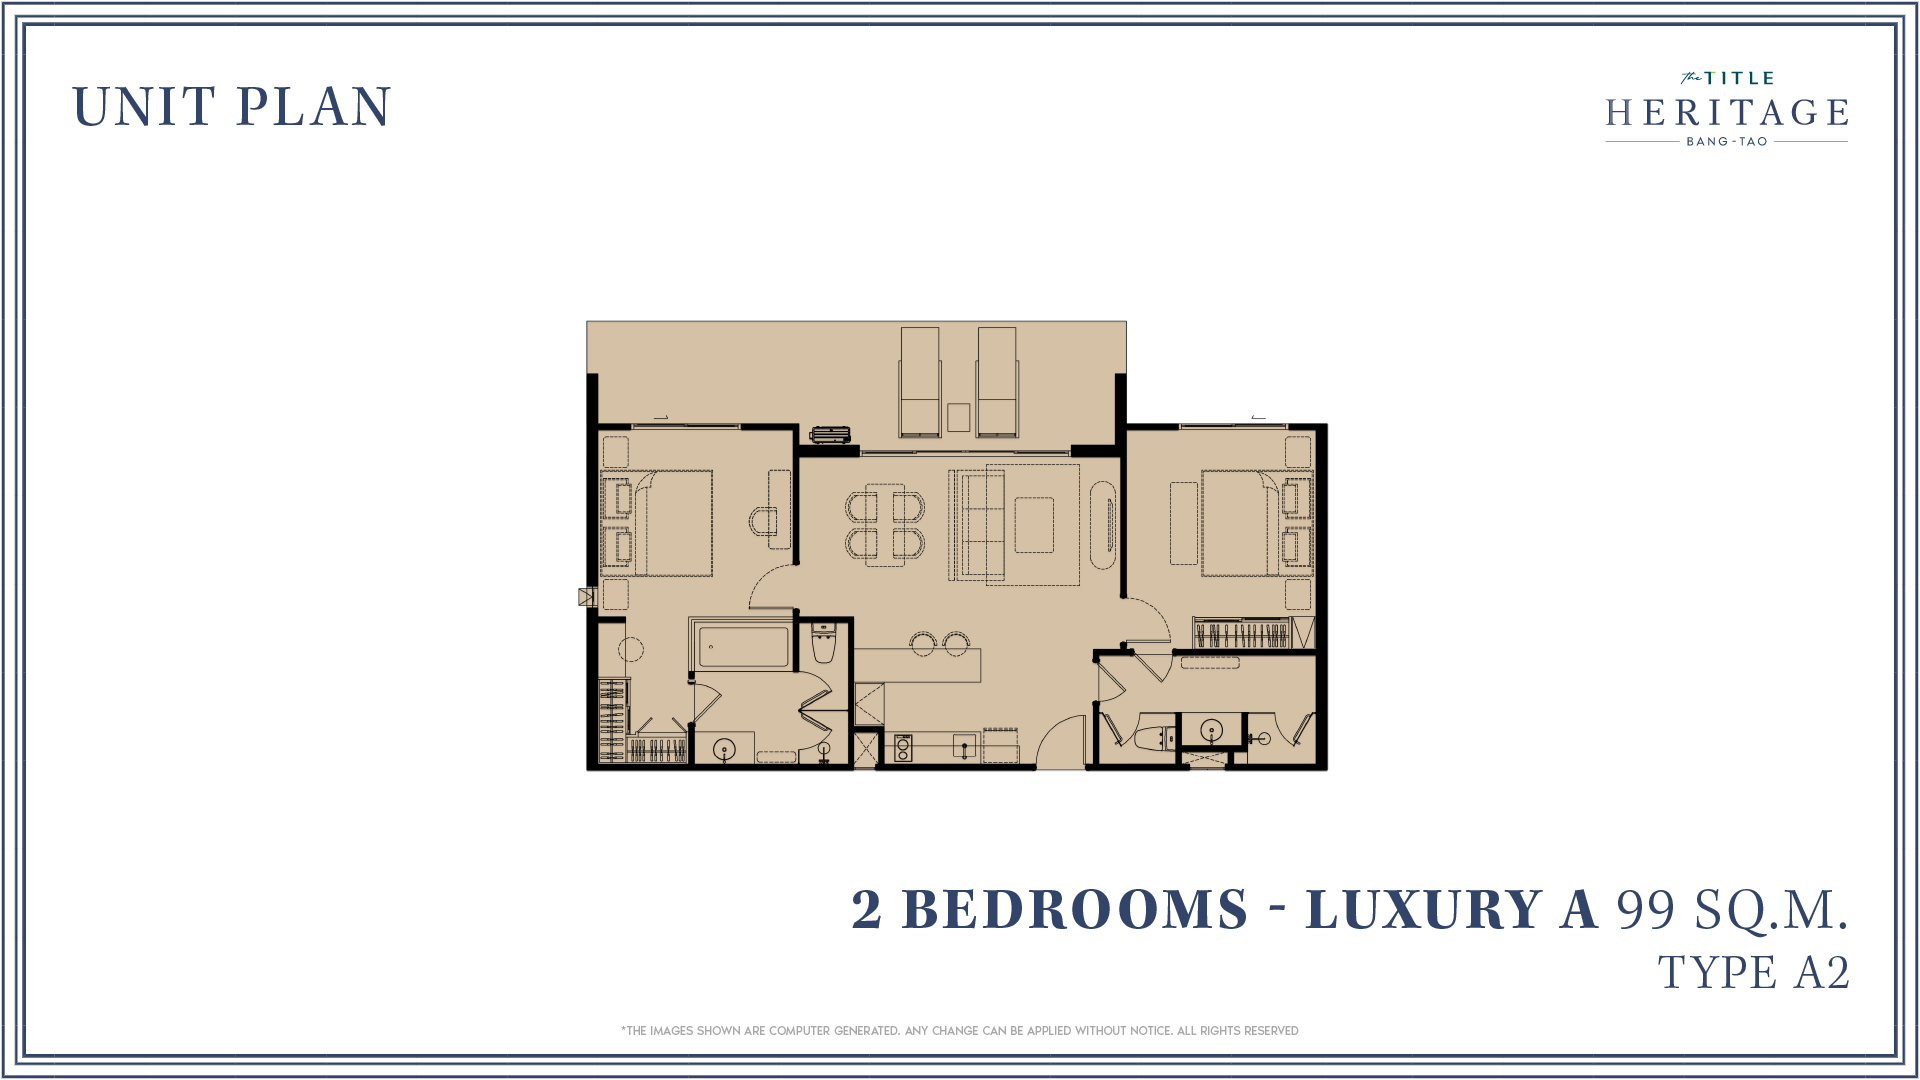 UNIT PLAN
the TITLE
HERITAGE
BANG-TAO
2 BEDROOMS - LUXURY A 99 SQ.M.
TYPE A2
*THE IMAGES SHOWN ARE COMPUTER GENERATED. ANY CHANGE CAN BE APPLIED WITHOUT NOTICE. ALL RIGHTS RESERVED